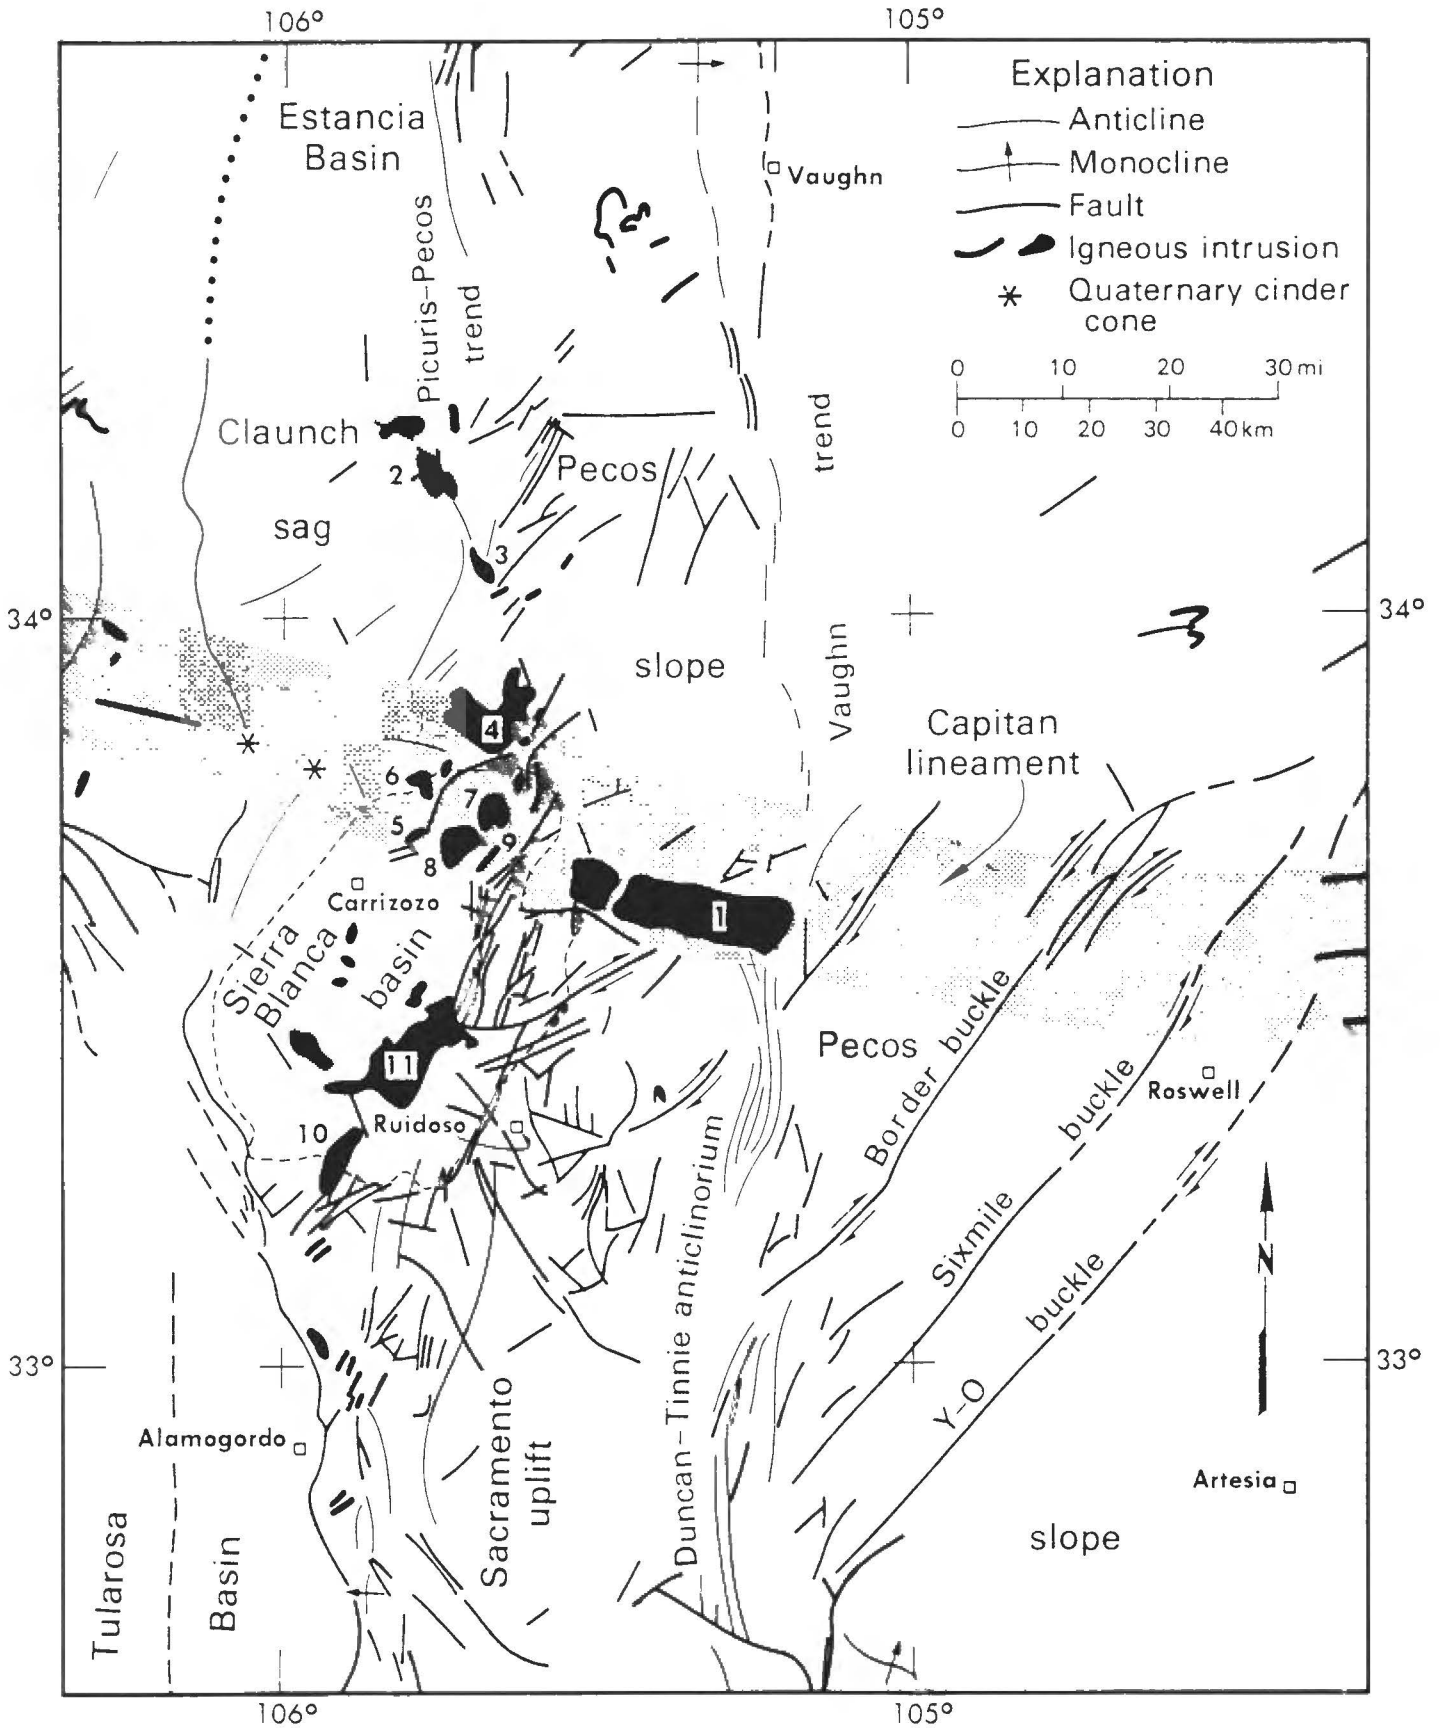 106°
105°
Explanation
Anticline
Monocline
Fault
Igneous intrusion
Quaternary cinder
cone
0 10 20 30 mi
0 10 20 30 40 km
Estancia
Basin
Vaughn
Picuris-Pecos
trend
Claunch
sag
2
3
Pecos
slope
Vaughn
trend
34°
34°
4
6
7
5
8
9
Capitan
lineament
1
Carrizozo
Sierra
Blanca
basin
11
10
Ruidoso
Pecos
slope
Border buckle
Sixmile buckle
Y-O buckle
Roswell
Duncan-Tinnie anticlinorium
N
33°
33°
Alamogordo
Sacramento
uplift
Artesia
Tularosa
Basin
106°
105°